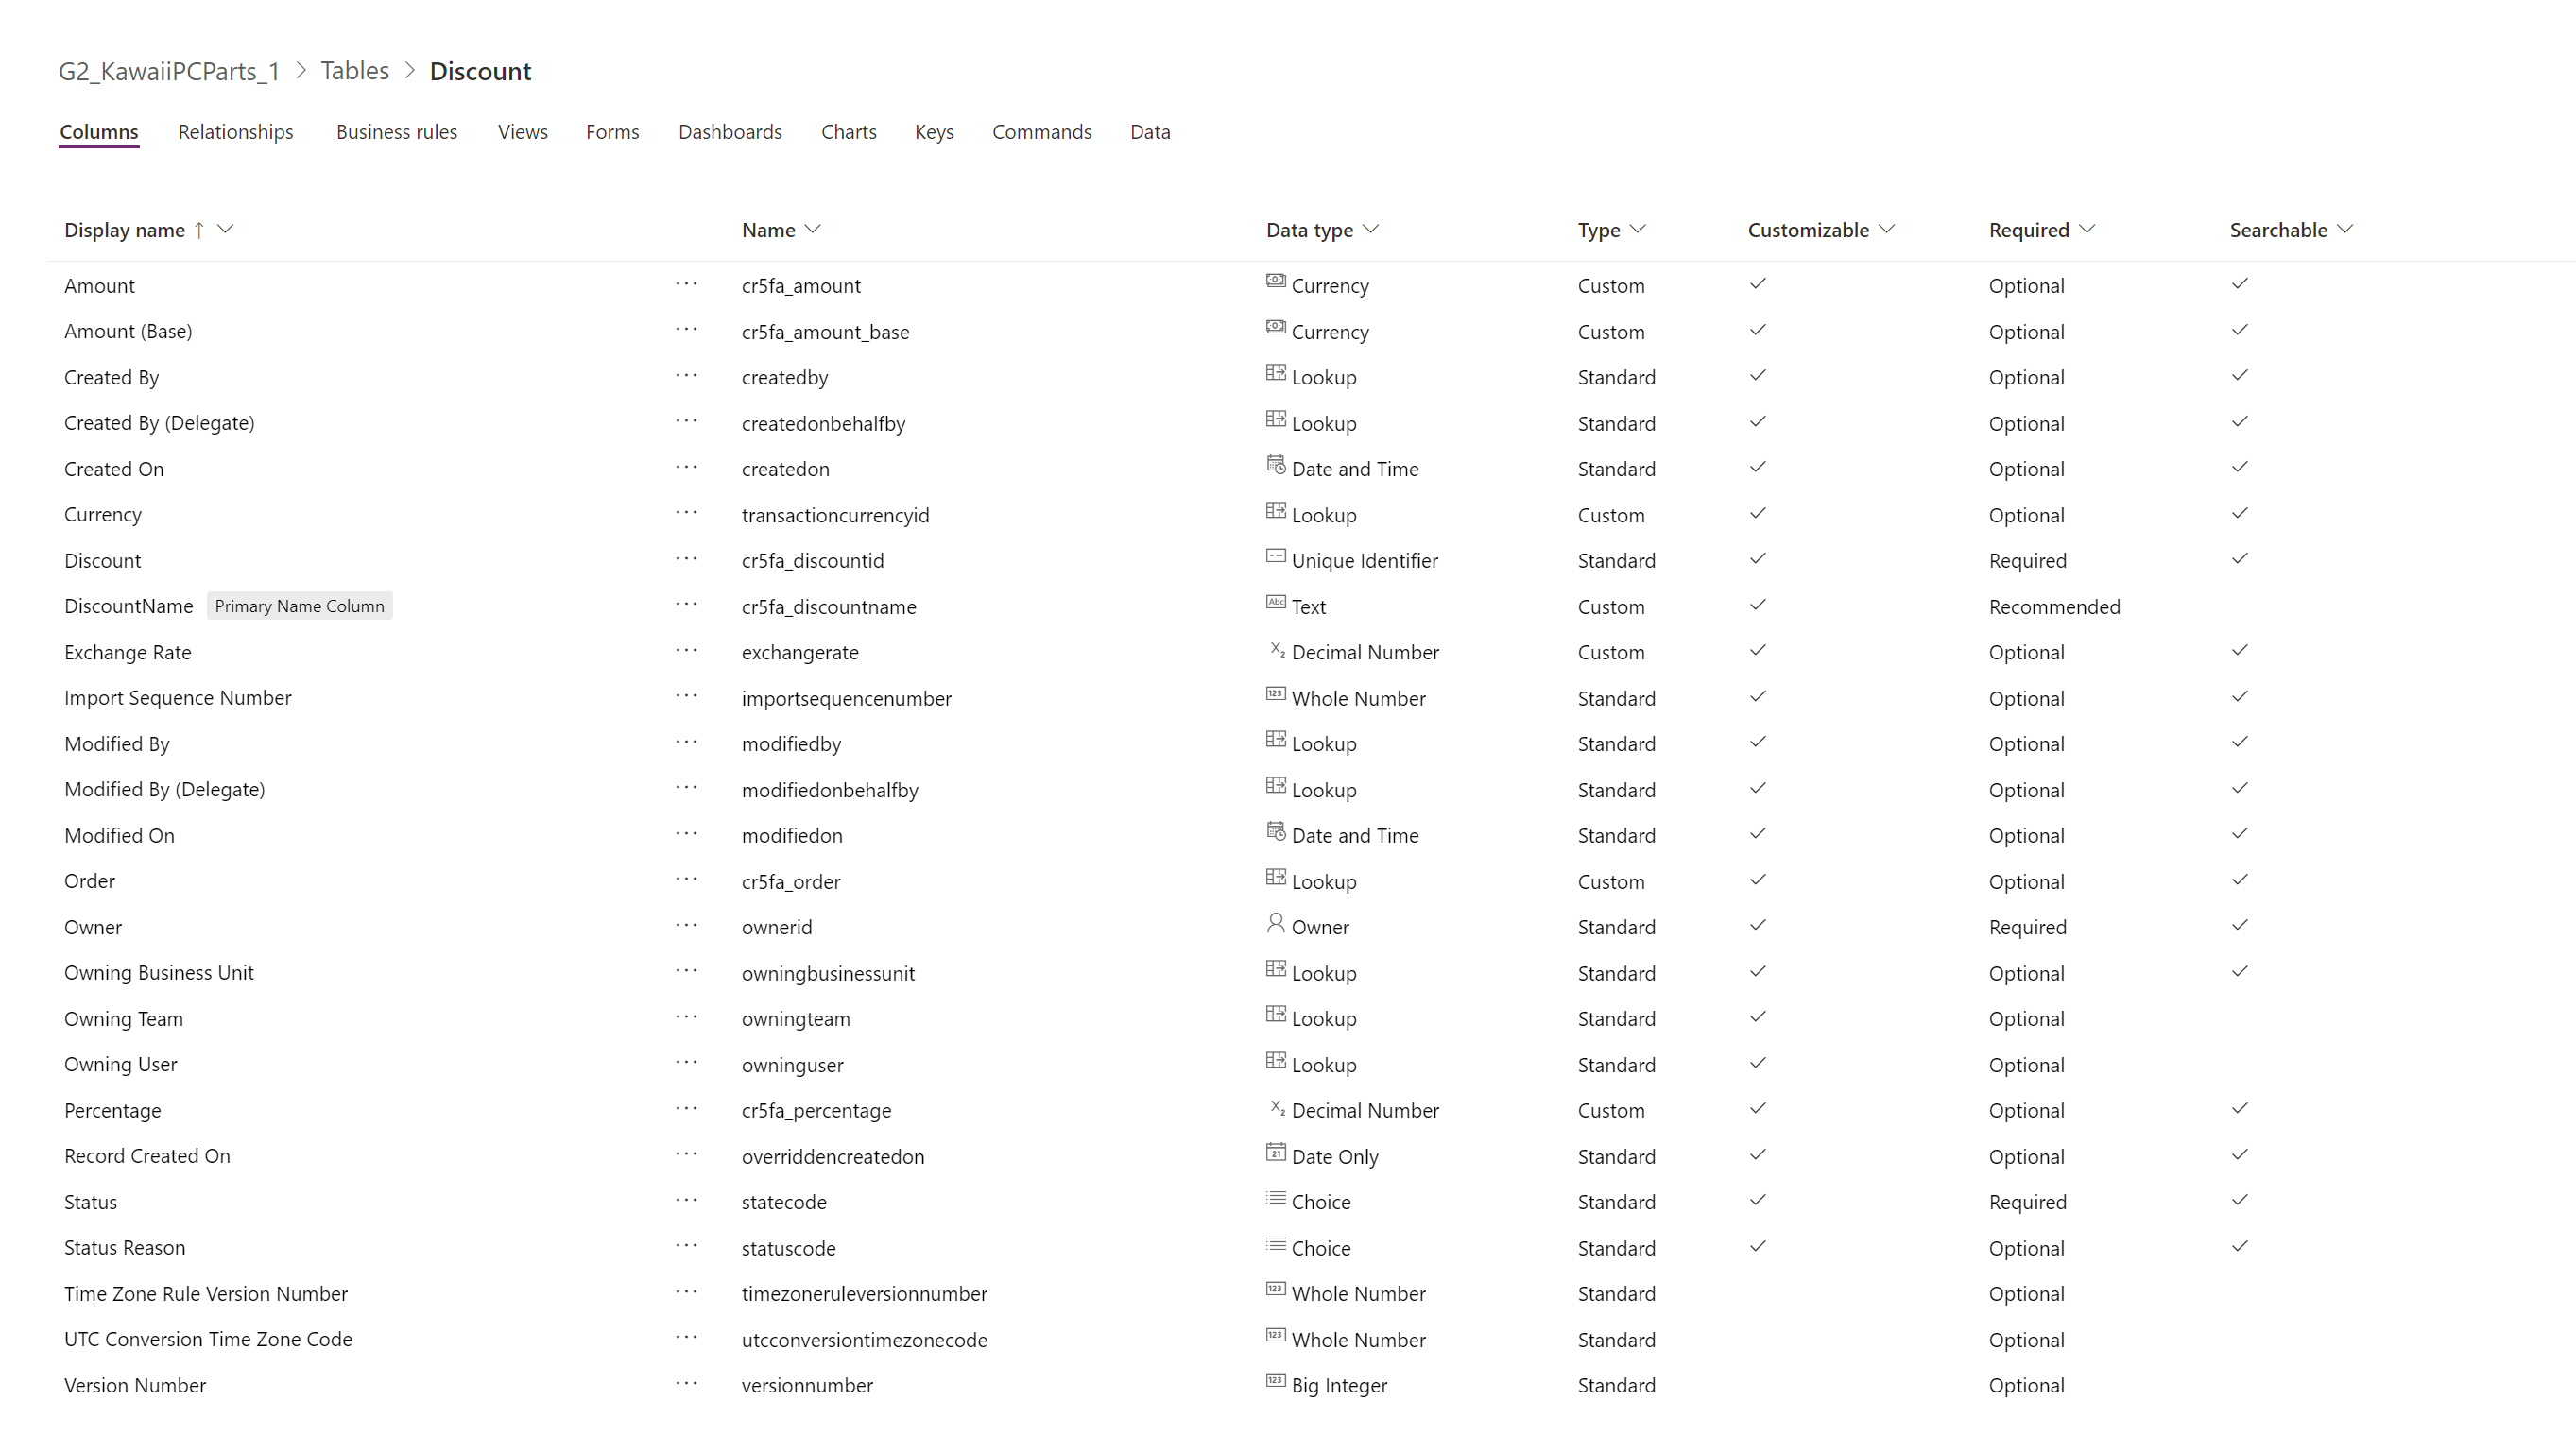 G2_KawaiiPCParts_1 > Tables > Discount
Columns Relationships Business rules Views Forms Dashboards Charts Keys Commands Data
Display name ↑ Name Data type Type Customizable Required Searchable
Amount ··· cr5fa_amount Currency Custom ✓ Optional ✓
Amount (Base) ··· cr5fa_amount_base Currency Custom ✓ Optional ✓
Created By ··· createdby Lookup Standard ✓ Optional ✓
Created By (Delegate) ··· createdonbehalfby Lookup Standard ✓ Optional ✓
Created On ··· createdon Date and Time Standard ✓ Optional ✓
Currency ··· transactioncurrencyid Lookup Custom ✓ Optional ✓
Discount ··· cr5fa_discountid Unique Identifier Standard ✓ Required ✓
DiscountName Primary Name Column ··· cr5fa_discountname Abc Text Custom ✓ Recommended
Exchange Rate ··· exchangerate X₂ Decimal Number Custom ✓ Optional ✓
Import Sequence Number ··· importsequencenumber 123 Whole Number Standard ✓ Optional ✓
Modified By ··· modifiedby Lookup Standard ✓ Optional ✓
Modified By (Delegate) ··· modifiedonbehalfby Lookup Standard ✓ Optional ✓
Modified On ··· modifiedon Date and Time Standard ✓ Optional ✓
Order ··· cr5fa_order Lookup Custom ✓ Optional ✓
Owner ··· ownerid Owner Standard ✓ Required ✓
Owning Business Unit ··· owningbusinessunit Lookup Standard ✓ Optional ✓
Owning Team ··· owningteam Lookup Standard ✓ Optional
Owning User ··· owninguser Lookup Standard ✓ Optional
Percentage ··· cr5fa_percentage X₂ Decimal Number Custom ✓ Optional ✓
Record Created On ··· overriddencreatedon 21 Date Only Standard ✓ Optional ✓
Status ··· statecode Choice Standard ✓ Required ✓
Status Reason ··· statuscode Choice Standard ✓ Optional ✓
Time Zone Rule Version Number ··· timezoneruleversionnumber 123 Whole Number Standard Optional
UTC Conversion Time Zone Code ··· utcconversiontimezonecode 123 Whole Number Standard Optional
Version Number ··· versionnumber 123 Big Integer Standard Optional